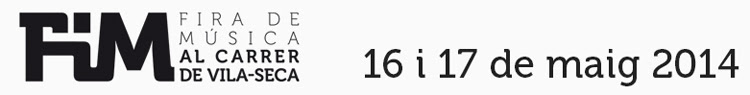 FiM
FIRA DE
MÚSICA
AL CARRER
DE VILA-SECA
16 i 17 de maig 2014